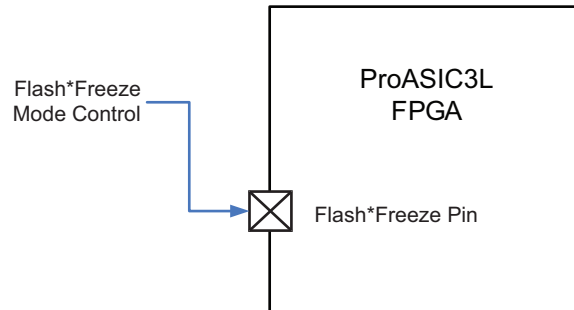 ProASIC3L
FPGA
Flash*Freeze
Mode Control
Flash*Freeze Pin